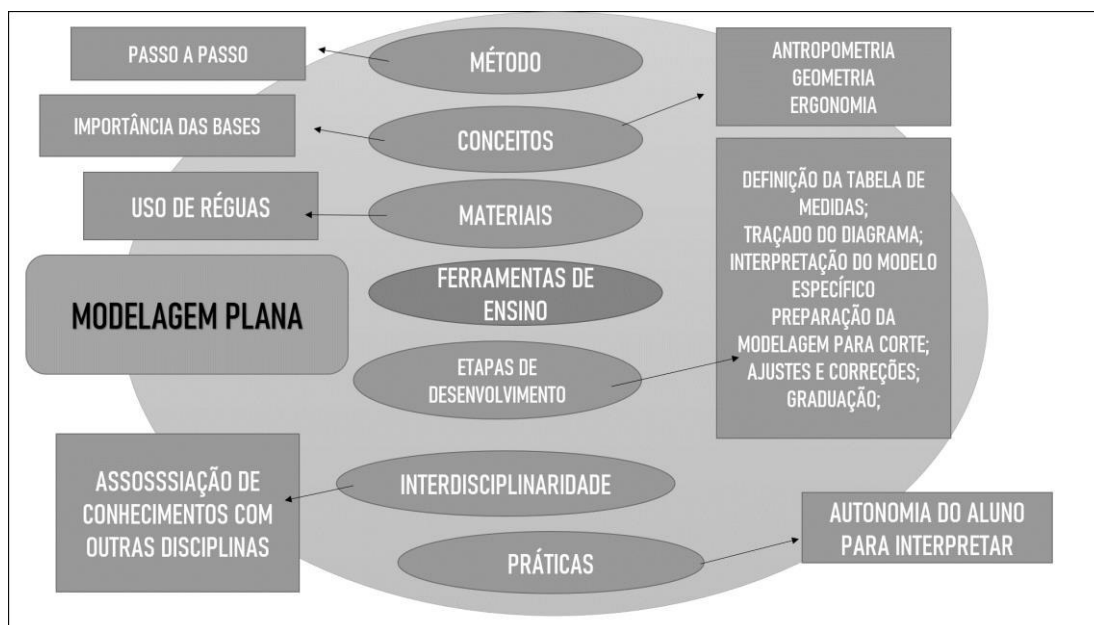 PASSO A PASSO
MÉTODO
ANTROPOMETRIA
GEOMETRIA
ERGONOMIA
IMPORTÂNCIA DAS BASES
CONCEITOS
USO DE RÉGUAS
MATERIAIS
DEFINIÇÃO DA TABELA DE
MEDIDAS;
TRAÇADO DO DIAGRAMA;
INTERPRETAÇÃO DO MODELO
ESPECÍFICO
PREPARAÇÃO DA
MODELAGEM PARA CORTE;
AJUSTES E CORREÇÕES;
GRADUAÇÃO;
MODELAGEM PLANA
FERRAMENTAS DE
ENSINO
ETAPAS DE
DESENVOLVIMENTO
ASSOSSSIAÇÃO DE
CONHECIMENTOS COM
OUTRAS DISCIPLINAS
INTERDISCIPLINARIDADE
PRÁTICAS
AUTONOMIA DO ALUNO
PARA INTERPRETAR